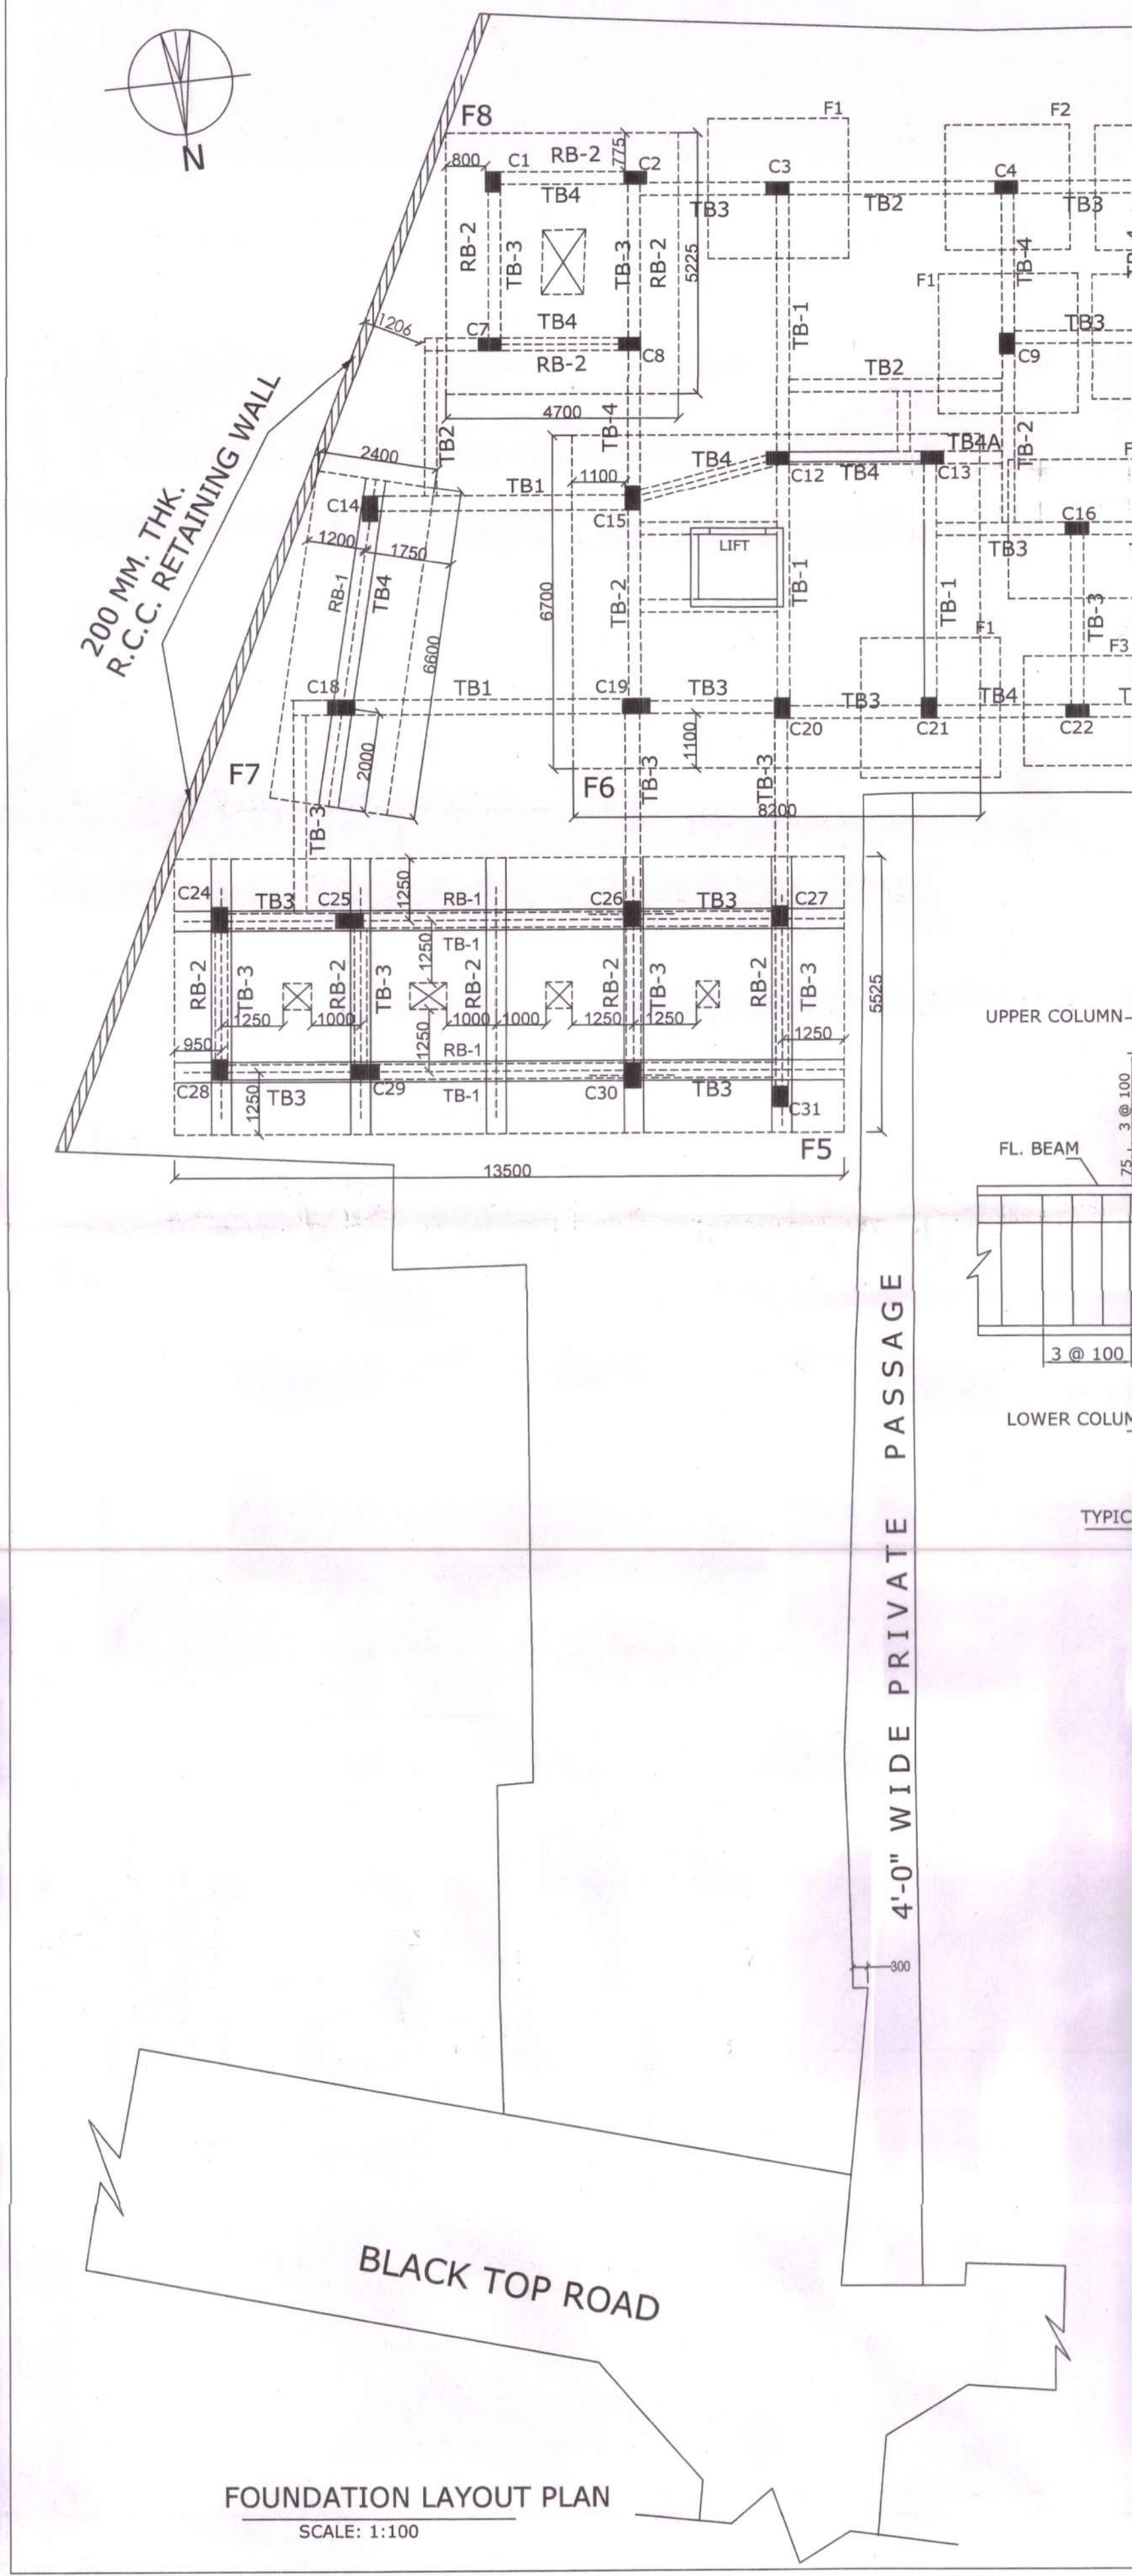 N
F8
F1
F2
800
C1
RB-2
775
C2
C3
C4
TB4
TB3
TB2
TB3
RB-2
TB-3
TB-3
RB-2
5225
TB-4
F1
1206
C7
TB4
C8
RB-2
TB-1
TB3
C9
TB2
4700
TB-4
TB2
TB-2
200 MM. THK.
R.C.C. RETAINING WALL
2400
TB4
C12
TB4
TB4A
C13
1100
TB1
C14
C15
C16
LIFT
TB3
1200
1750
RB-1
TB4
TB-2
TB-1
TB-1
TB-3
6700
6600
F1
F3
C18
TB1
C19
TB3
TB3
TB4
C20
C21
C22
2000
1100
F7
F6
TB-3
TB-3
TB-3
8200
C24
TB3
C25
1250
RB-1
C26
TB3
C27
TB-1
1250
RB-2
TB-3
RB-2
TB-3
RB-2
RB-2
TB-3
RB-2
TB-3
5525
1250
1000
1000
1000
1250
1250
1250
950
1250
RB-1
C28
1250
TB3
C29
TB-1
C30
TB3
C31
F5
13500
UPPER COLUMN
3 @ 100
75
FL. BEAM
3 @ 100
LOWER COLUM
TYPIC
4'-0" WIDE PRIVATE PASSAGE
300
BLACK TOP ROAD
FOUNDATION LAYOUT PLAN
SCALE: 1:100